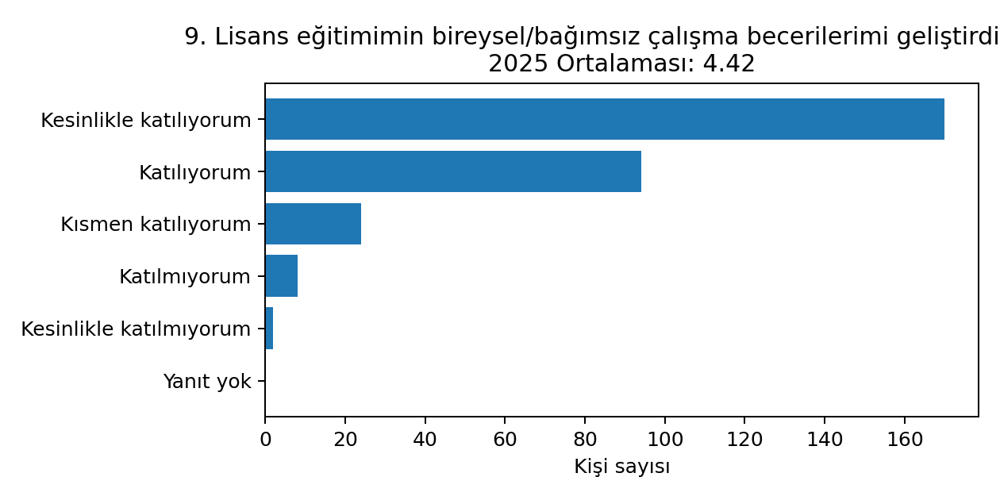 9. Lisans eğitimimin bireysel/bağımsız çalışma becerilerimi geliştirdi
2025 Ortalaması: 4.42
Kesinlikle katılıyorum
Katılıyorum
Kısmen katılıyorum
Katılmıyorum
Kesinlikle katılmıyorum
Yanıt yok
0 20 40 60 80 100 120 140 160
Kişi sayısı